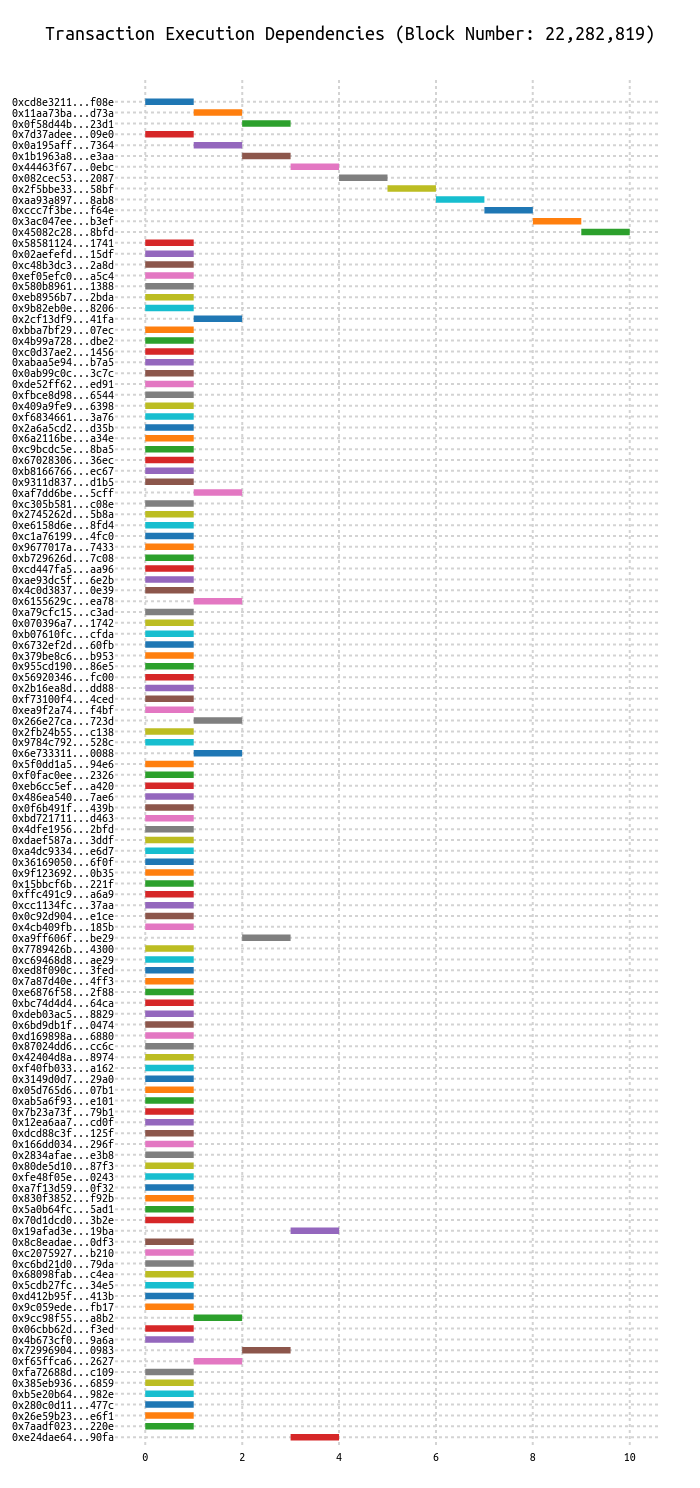 Transaction Execution Dependencies (Block Number: 22,282,819)
0xcd8e3211...f08e
0x11aa73ba...d73a
0x0f58d44b...23d1
0x7d37adee...09e0
0x0a195aff...7364
0x1b1963a8...e3aa
0x44463f67...0ebc
0x082cec53...2087
0x2f5bbe33...58bf
0xaa93a897...8ab8
0xccc7f3be...f64e
0x3ac047ee...b3ef
0x45082c28...8bfd
0x58581124...1741
0x02aefefd...15df
0xc48b3dc3...2a8d
0xef05efc0...a5c4
0x580b8961...1388
0xeb8956b7...2bda
0x9b82eb0e...8206
0x2cf13df9...41fa
0xbba7bf29...07ec
0x4b99a728...dbe2
0xc0d37ae2...1456
0xabaa5e94...b7a5
0x0ab99c0c...3c7c
0xde52ff62...ed91
0xfbce8d98...6544
0x409a9fe9...6398
0xf6834661...3a76
0x2a6a5cd2...d35b
0x6a2116be...a34e
0xc9bcdc5e...8ba5
0x67028306...36ec
0xb8166766...ec67
0x9311d837...d1b5
0xaf7dd6be...5cff
0xc305b581...c08e
0x2745262d...5b8a
0xe6158d6e...8fd4
0xc1a76199...4fc0
0x9677017a...7433
0xb729626d...7c08
0xcd447fa5...aa96
0xae93dc5f...6e2b
0x4c0d3837...0e39
0x6155629c...ea78
0xa79cfc15...c3ad
0x070396a7...1742
0xb07610fc...cfda
0x6732ef2d...60fb
0x379be8c6...b953
0x955cd190...86e5
0x56920346...fc00
0x2b16ea8d...dd88
0xf73100f4...4ced
0xea9f2a74...f4bf
0x266e27ca...723d
0x2fb24b55...c138
0x9784c792...528c
0x6e733311...0088
0x5f0dd1a5...94e6
0xf0fac0ee...2326
0xeb6cc5ef...a420
0x486ea540...7ae6
0x0f6b491f...439b
0xbd721711...d463
0x4dfe1956...2bfd
0xdaef587a...3ddf
0xa4dc9334...e6d7
0x36169050...6f0f
0x9f123692...0b35
0x15bbcf6b...221f
0xffc491c9...a6a9
0xcc1134fc...37aa
0x0c92d904...e1ce
0x4cb409fb...185b
0xa9ff606f...be29
0x7789426b...4300
0xc69468d8...ae29
0xed8f090c...3fed
0x7a87d40e...4ff3
0xe6876f58...2f88
0xbc74d4d4...64ca
0xdeb03ac5...8829
0x6bd9db1f...0474
0xd169898a...6880
0x87024dd6...cc6c
0x42404d8a...8974
0xf40fb033...a162
0x3149d0d7...29a0
0x05d765d6...07b1
0xab5a6f93...e101
0x7b23a73f...79b1
0x12ea6aa7...cd0f
0xdcd88c3f...125f
0x166dd034...296f
0x2834afae...e3b8
0x80de5d10...87f3
0xfe48f05e...0243
0xa7f13d59...0f32
0x830f3852...f92b
0x5a0b64fc...5ad1
0x70d1dcd0...3b2e
0x19afad3e...19ba
0x8c8eadae...0df3
0xc2075927...b210
0xc6bd21d0...79da
0x68098fab...c4ea
0x5cdb27fc...34e5
0xd412b95f...413b
0x9c059ede...fb17
0x9cc98f55...a8b2
0x06cbb62d...f3ed
0x4b673cf0...9a6a
0x72996904...0983
0xf65ffca6...2627
0xfa72688d...c109
0x385eb936...6859
0xb5e20b64...982e
0x280c0d11...477c
0x26e59b23...e6f1
0x7aadf023...220e
0xe24dae64...90fa
0 2 4 6 8 10